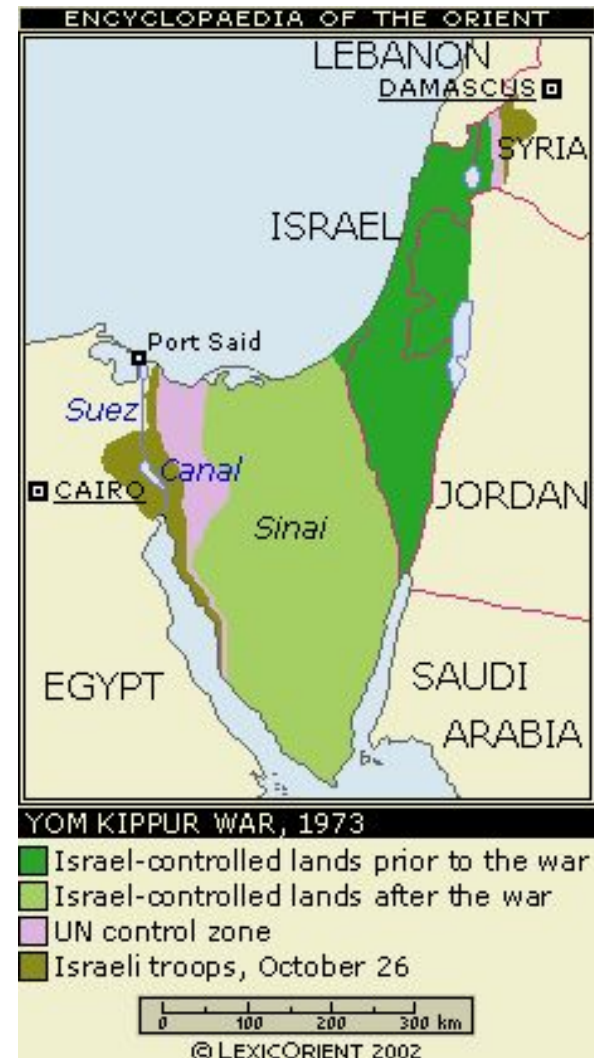 ENCYCLOPAEDIA OF THE ORIENT
LEBANON
DAMASCUS
SYRIA
ISRAEL
Port Said
Suez
Canal
CAIRO
Sinai
JORDAN
EGYPT
SAUDI
ARABIA
YOM KIPPUR WAR, 1973
Israel-controlled lands prior to the war
Israel-controlled lands after the war
UN control zone
Israeli troops, October 26
0 100 200 300 km
© LEXICORIENT 2002